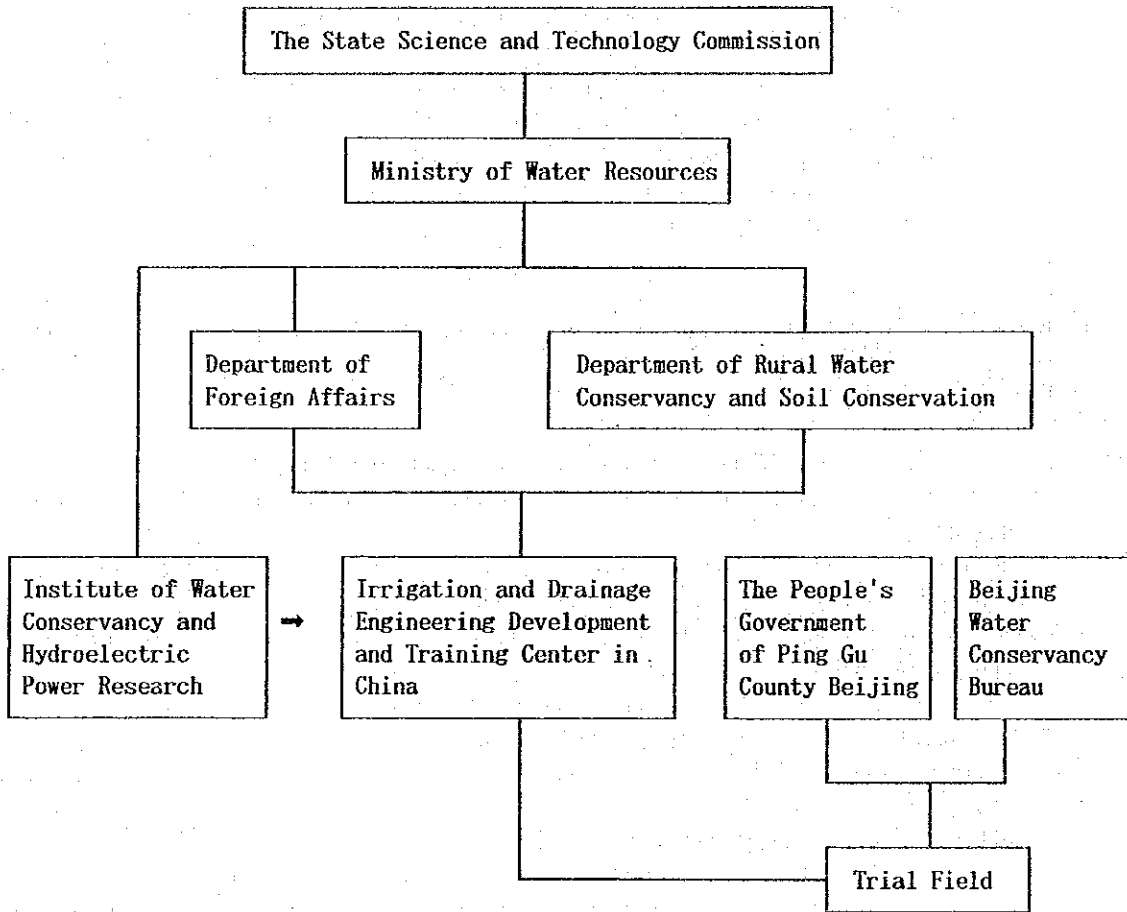 The State Science and Technology Commission
Ministry of Water Resources
Department of
Foreign Affairs
Department of Rural Water
Conservancy and Soil Conservation
Institute of Water
Conservancy and
Hydroelectric
Power Research
→
Irrigation and Drainage
Engineering Development
and Training Center in
China
The People's
Government
of Ping Gu
County Beijing
Beijing
Water
Conservancy
Bureau
Trial Field